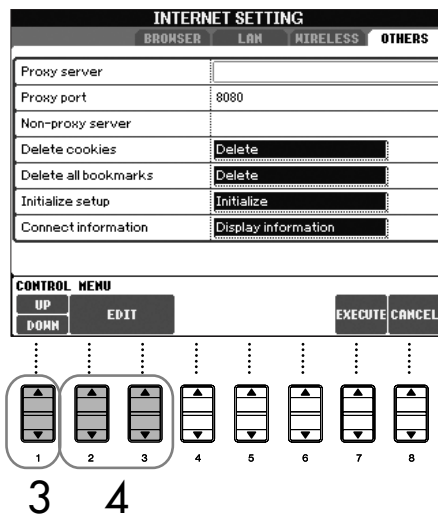 INTERNET SETTING
BROWSER LAN WIRELESS OTHERS
Proxy server
Proxy port 8080
Non-proxy server
Delete cookies Delete
Delete all bookmarks Delete
Initialize setup Initialize
Connect information Display information
CONTROL MENU
UP
EDIT EXECUTE CANCEL
DOWN
1 2 3 4 5 6 7 8
3 4